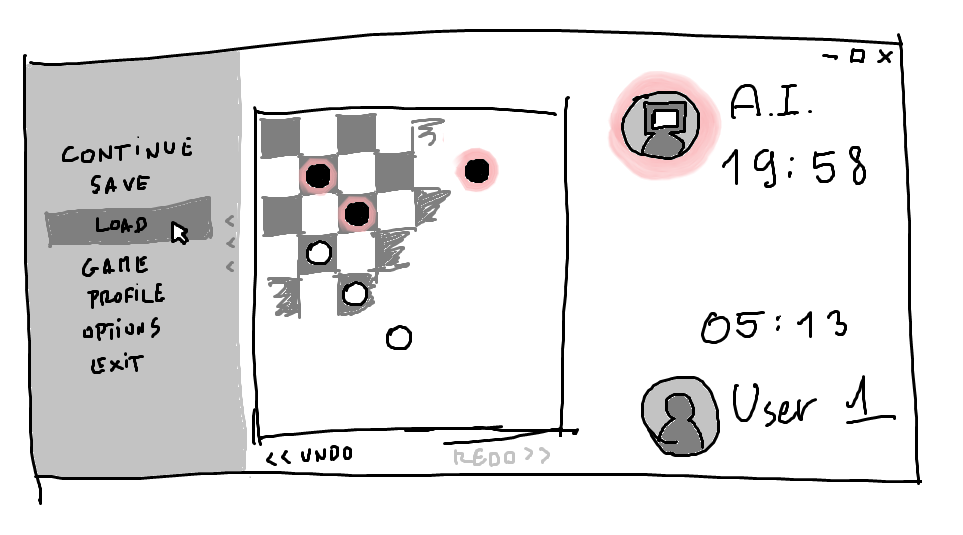 CONTINUE
SAVE
LOAD
GAME
PROFILE
OPTIONS
EXIT
<< UNDO
REDO >>
A.I.
19:58
05:13
User 1